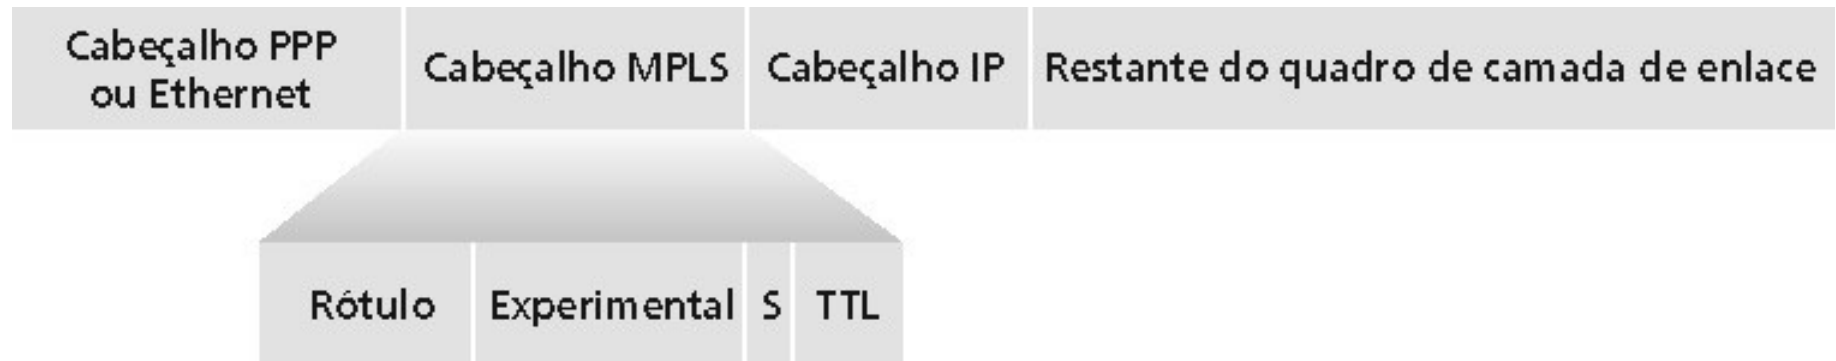 Cabeçalho PPP
ou Ethernet
Cabeçalho MPLS
Cabeçalho IP
Restante do quadro de camada de enlace
Rótulo
Experimental
S
TTL